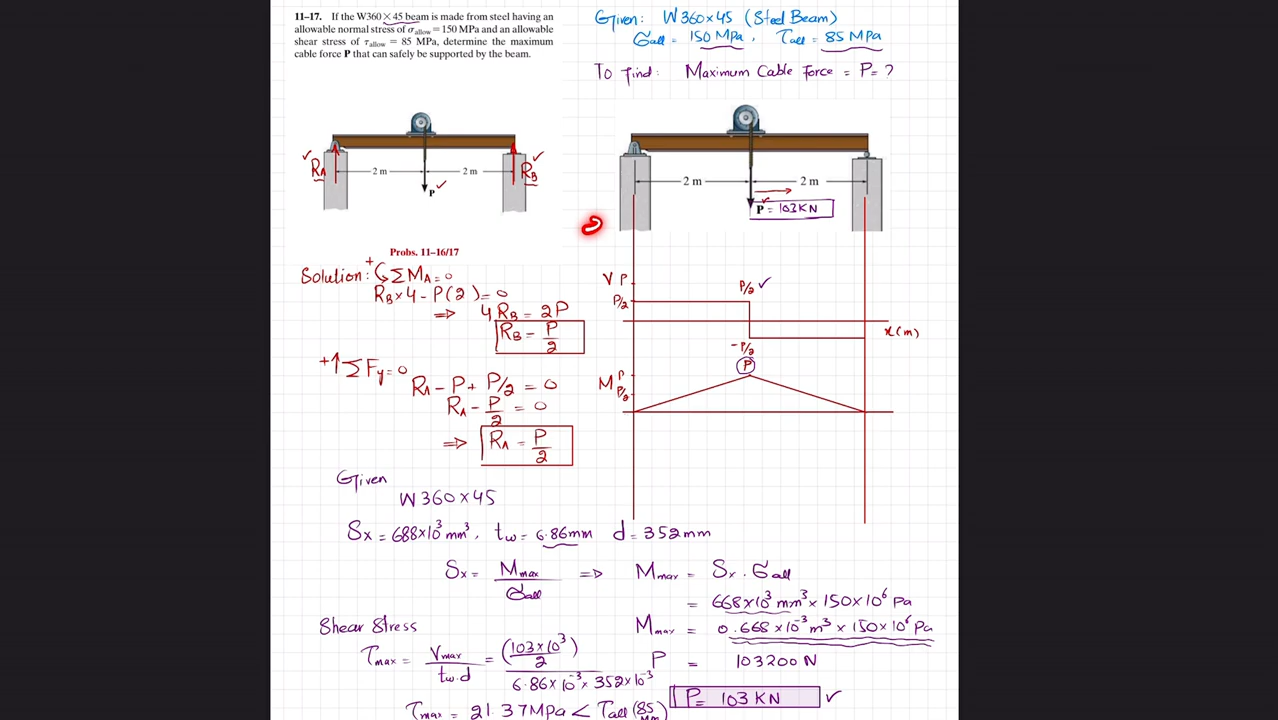 11–17. If the W360 × 45 beam is made from steel having an
allowable normal stress of σallow = 150 MPa and an allowable
shear stress of τallow = 85 MPa, determine the maximum
cable force P that can safely be supported by the beam.
Given: W360×45 (Steel Beam)
σall = 150 MPa, τall = 85 MPa
To find: Maximum Cable Force = P = ?
RA
2 m
2 m
RB
P
Probs. 11–16/17
2 m
2 m
P = 103 KN
Solution: + ΣMA = 0
RB × 4 – P(2) = 0
⇒ 4RB = 2P
RB = P/2
+↑ΣFy = 0
RA – P + P/2 = 0
RA – P/2 = 0
⇒ RA = P/2
V P
P/2
P/2
x(m)
–P/2
P
M P
P/2
Given
W360×45
Sx = 688×10³ mm³, tw = 6.86mm d = 352mm
Sx = Mmax/σall ⇒ Mmax = Sx . σall
= 668×10³ mm³ × 150×10⁶ Pa
Mmax = 0.668 ×10⁻³ m³ × 150×10⁶ Pa
P = 103200 N
P = 103 KN
Shear Stress
τmax = Vmax/tw.d = (103×10³/2)/6.86×10⁻³×352×10⁻³
τmax = 21.37MPa < τall (85